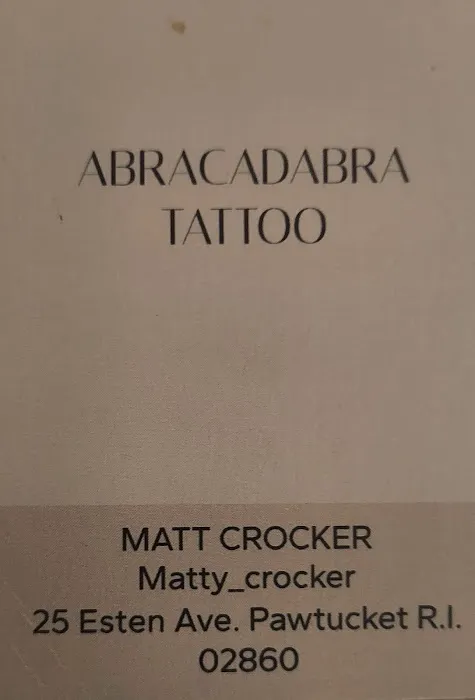 ABRACADABRA
TATTOO
MATT CROCKER
Matty_crocker
25 Esten Ave. Pawtucket R.I.
02860